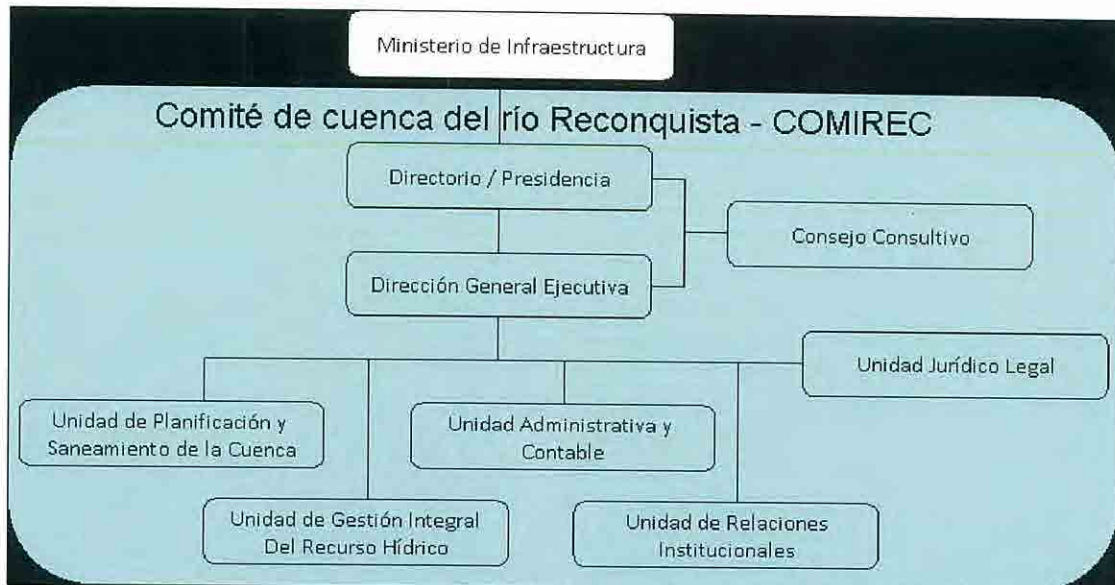 Ministerio de Infraestructura
Comité de cuenca del río Reconquista - COMIREC
Directorio / Presidencia
Consejo Consultivo
Dirección General Ejecutiva
Unidad Jurídico Legal
Unidad de Planificación y
Saneamiento de la Cuenca
Unidad Administrativa y
Contable
Unidad de Gestión Integral
Del Recurso Hídrico
Unidad de Relaciones
Institucionales